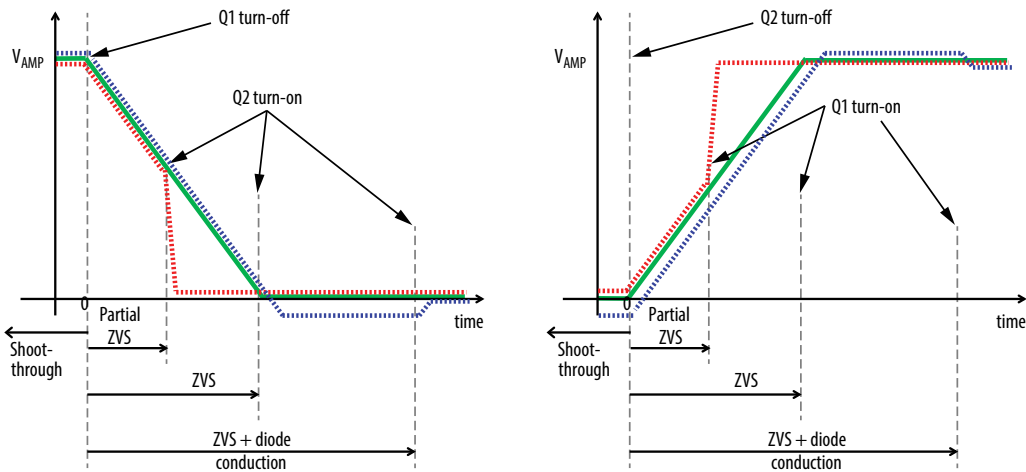 Q1 turn-off
V_AMP
Q2 turn-on
0
Partial
ZVS
time
Shoot-
through
ZVS
ZVS + diode
conduction
Q2 turn-off
V_AMP
Q1 turn-on
0
Partial
ZVS
time
Shoot-
through
ZVS
ZVS + diode
conduction